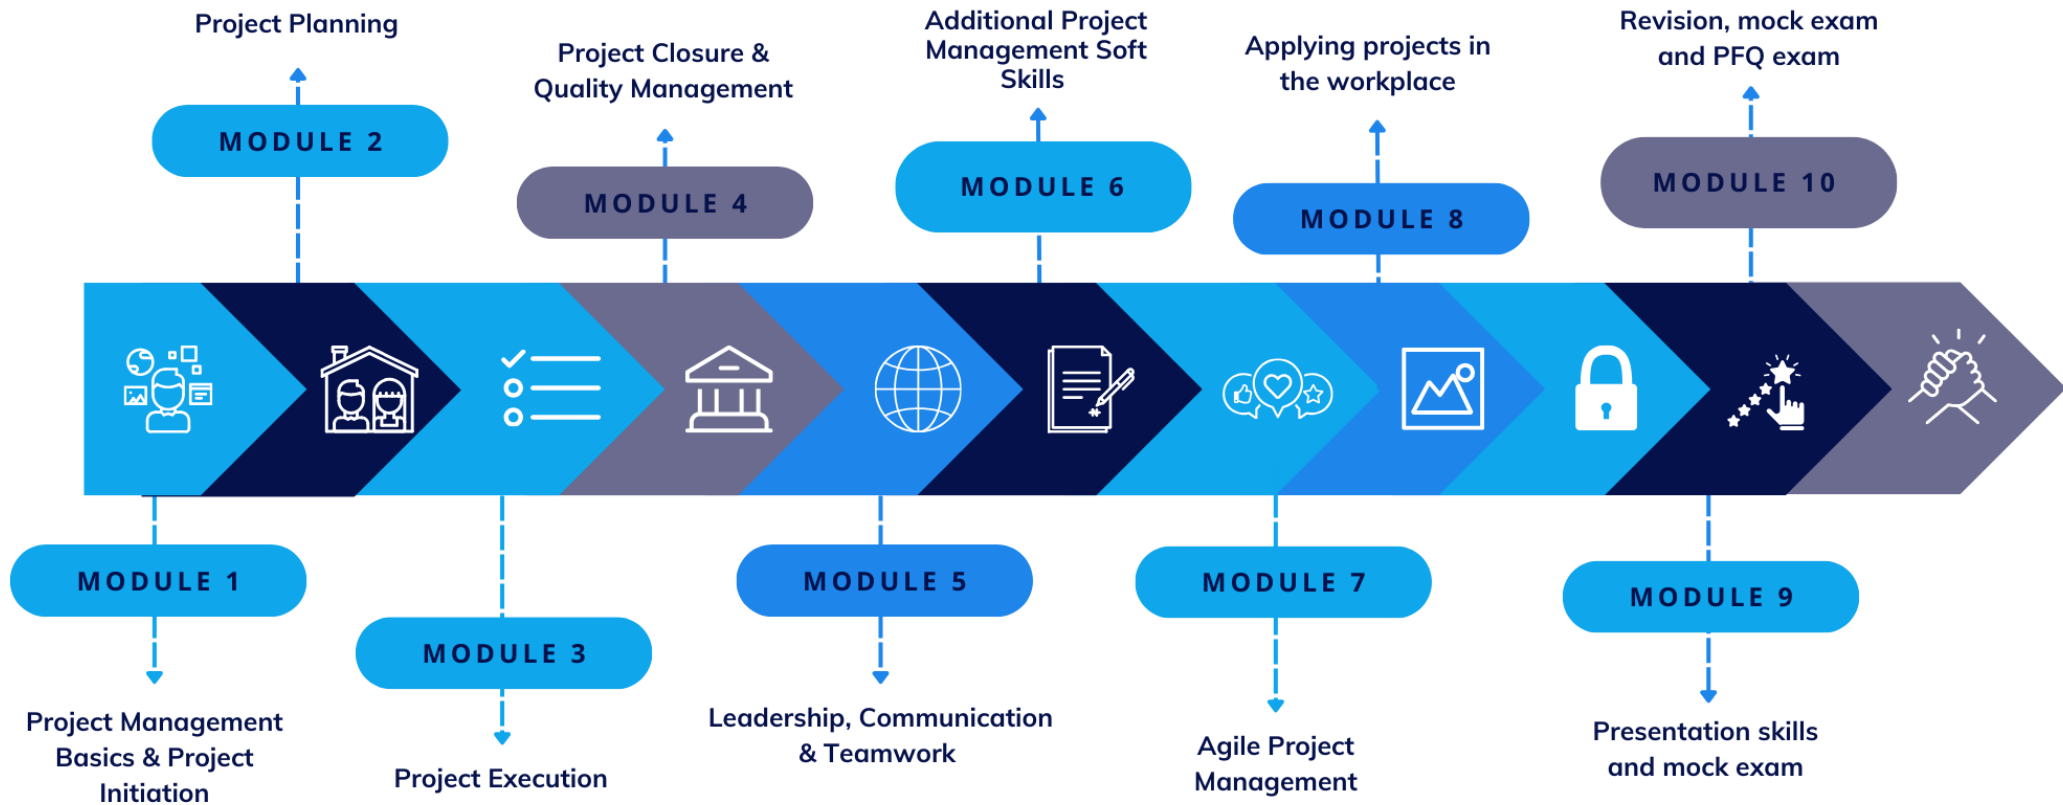 Project Planning
MODULE 2
Project Closure &
Quality Management
MODULE 4
Additional Project
Management Soft
Skills
MODULE 6
Applying projects in
the workplace
MODULE 8
Revision, mock exam
and PFQ exam
MODULE 10
MODULE 1
Project Management
Basics & Project
Initiation
MODULE 3
Project Execution
MODULE 5
Leadership, Communication
& Teamwork
MODULE 7
Agile Project
Management
MODULE 9
Presentation skills
and mock exam